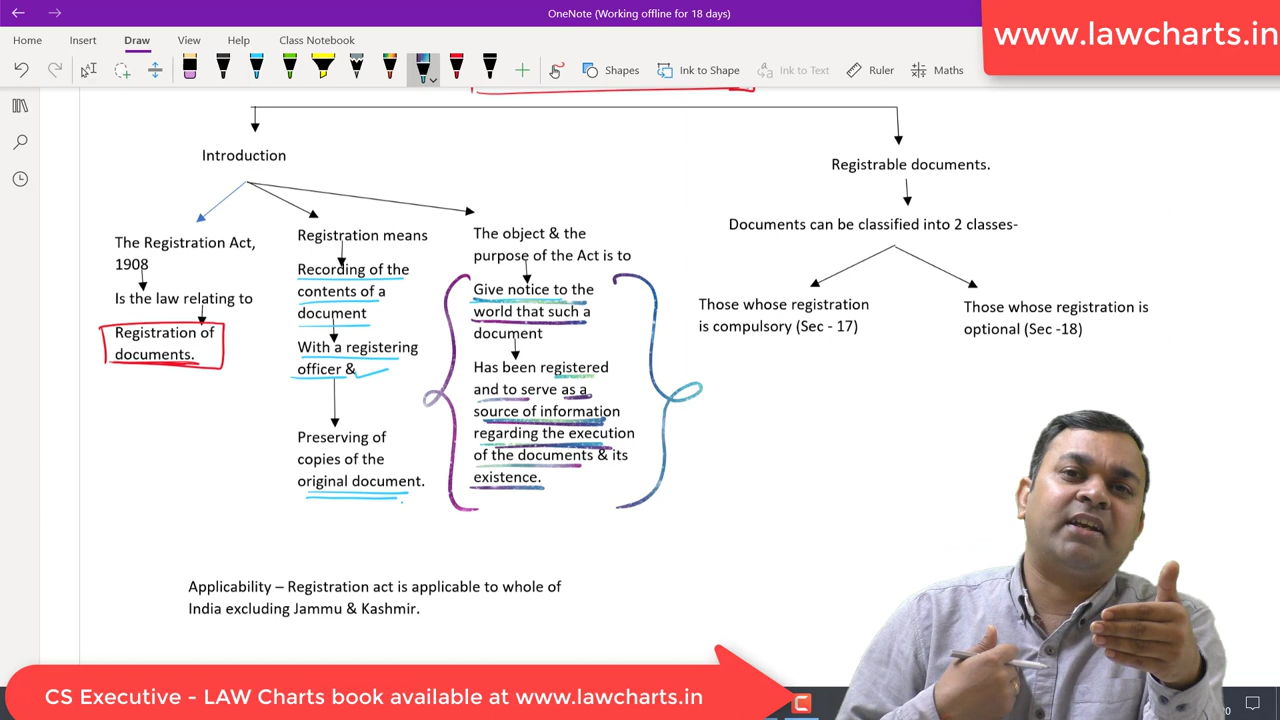 OneNote (Working offline for 18 days)
www.lawcharts.in
Home Insert Draw View Help Class Notebook
Shapes Ink to Shape Ink to Text Ruler Maths
Introduction
The Registration Act,
1908
Is the law relating to
Registration of
documents.
Registration means
Recording of the
contents of a
document
With a registering
officer &
Preserving of
copies of the
original document.
The object & the
purpose of the Act is to
Give notice to the
world that such a
document
Has been registered
and to serve as a
source of information
regarding the execution
of the documents & its
existence.
Registrable documents.
Documents can be classified into 2 classes-
Those whose registration
is compulsory (Sec - 17)
Those whose registration is
optional (Sec -18)
Applicability – Registration act is applicable to whole of
India excluding Jammu & Kashmir.
CS Executive - LAW Charts book available at www.lawcharts.in